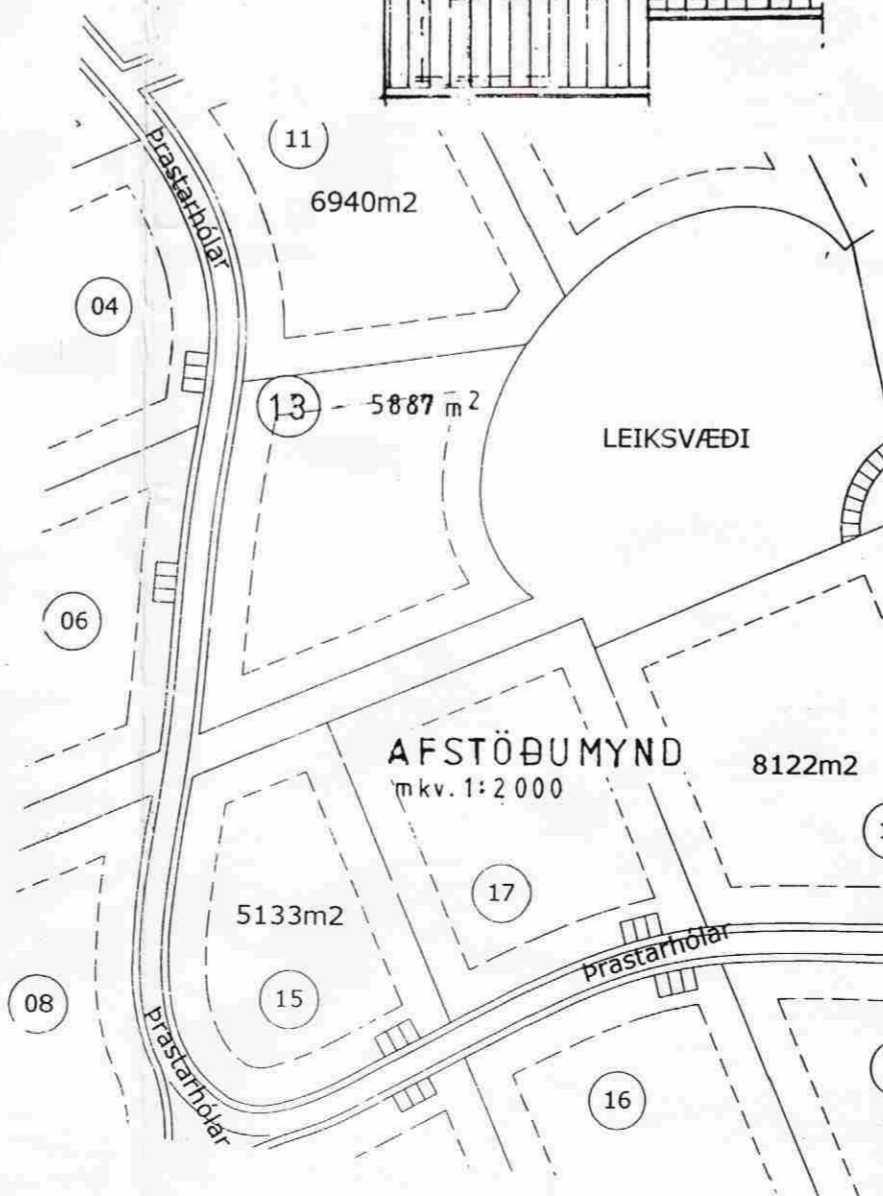 11
6940m2
Þrastarhólar
04
13
5887 m²
LEIKSVÆÐI
06
AFSTÖÐUMYND
mkv. 1:2000
8122m2
17
5133m2
Þrastarhólar
15
08
Þrastarhólar
16